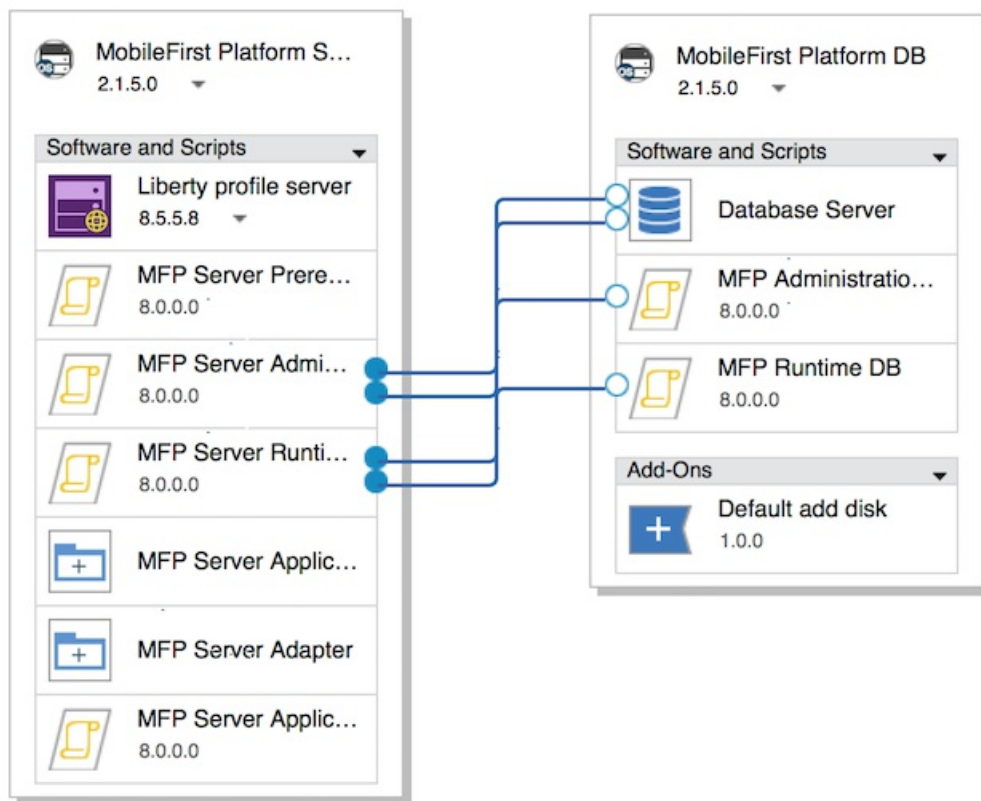 MobileFirst Platform S...
2.1.5.0
Software and Scripts
Liberty profile server
8.5.5.8
MFP Server Prere...
8.0.0.0
MFP Server Admi...
8.0.0.0
MFP Server Runti...
8.0.0.0
MFP Server Applic...
MFP Server Adapter
MFP Server Applic...
8.0.0.0
MobileFirst Platform DB
2.1.5.0
Software and Scripts
Database Server
MFP Administratio...
8.0.0.0
MFP Runtime DB
8.0.0.0
Add-Ons
Default add disk
1.0.0